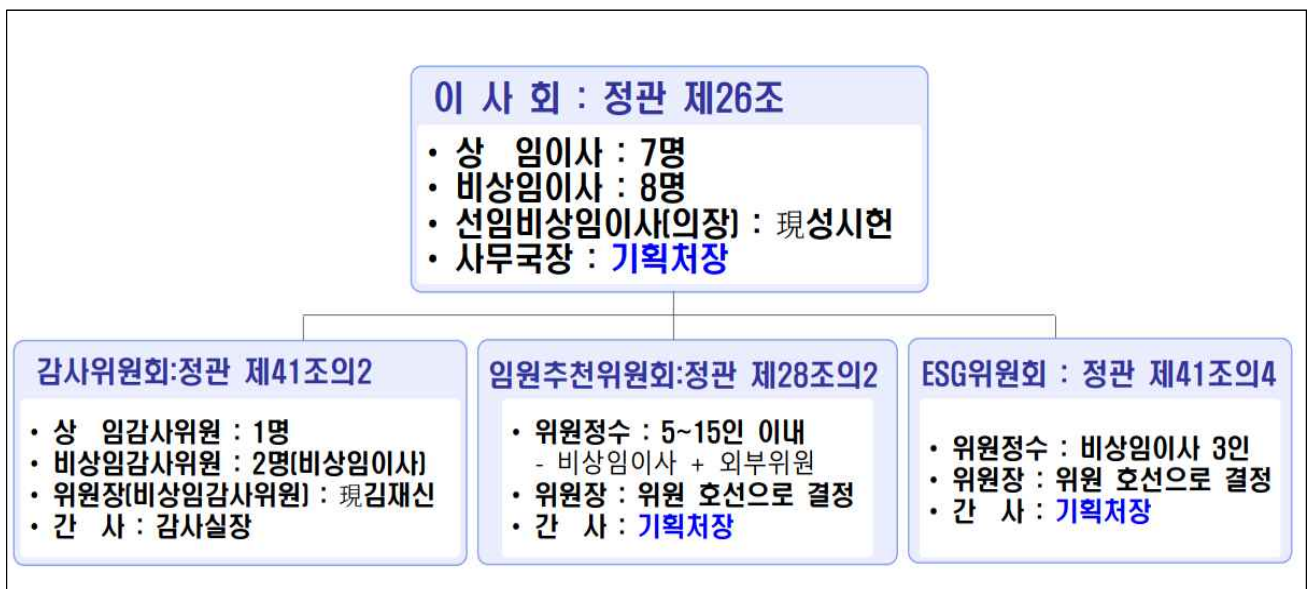 이 사 회 : 정관 제26조
• 상 임이사 : 7명
• 비상임이사 : 8명
• 선임비상임이사(의장) : 現성시헌
• 사무국장 : 기획처장
감사위원회:정관 제41조의2
• 상 임감사위원 : 1명
• 비상임감사위원 : 2명(비상임이사)
• 위원장(비상임감사위원) : 現김재신
• 간 사 : 감사실장
임원추천위원회:정관 제28조의2
• 위원정수 : 5~15인 이내
- 비상임이사 + 외부위원
• 위원장 : 위원 호선으로 결정
• 간 사 : 기획처장
ESG위원회 : 정관 제41조의4
• 위원정수 : 비상임이사 3인
• 위원장 : 위원 호선으로 결정
• 간 사 : 기획처장